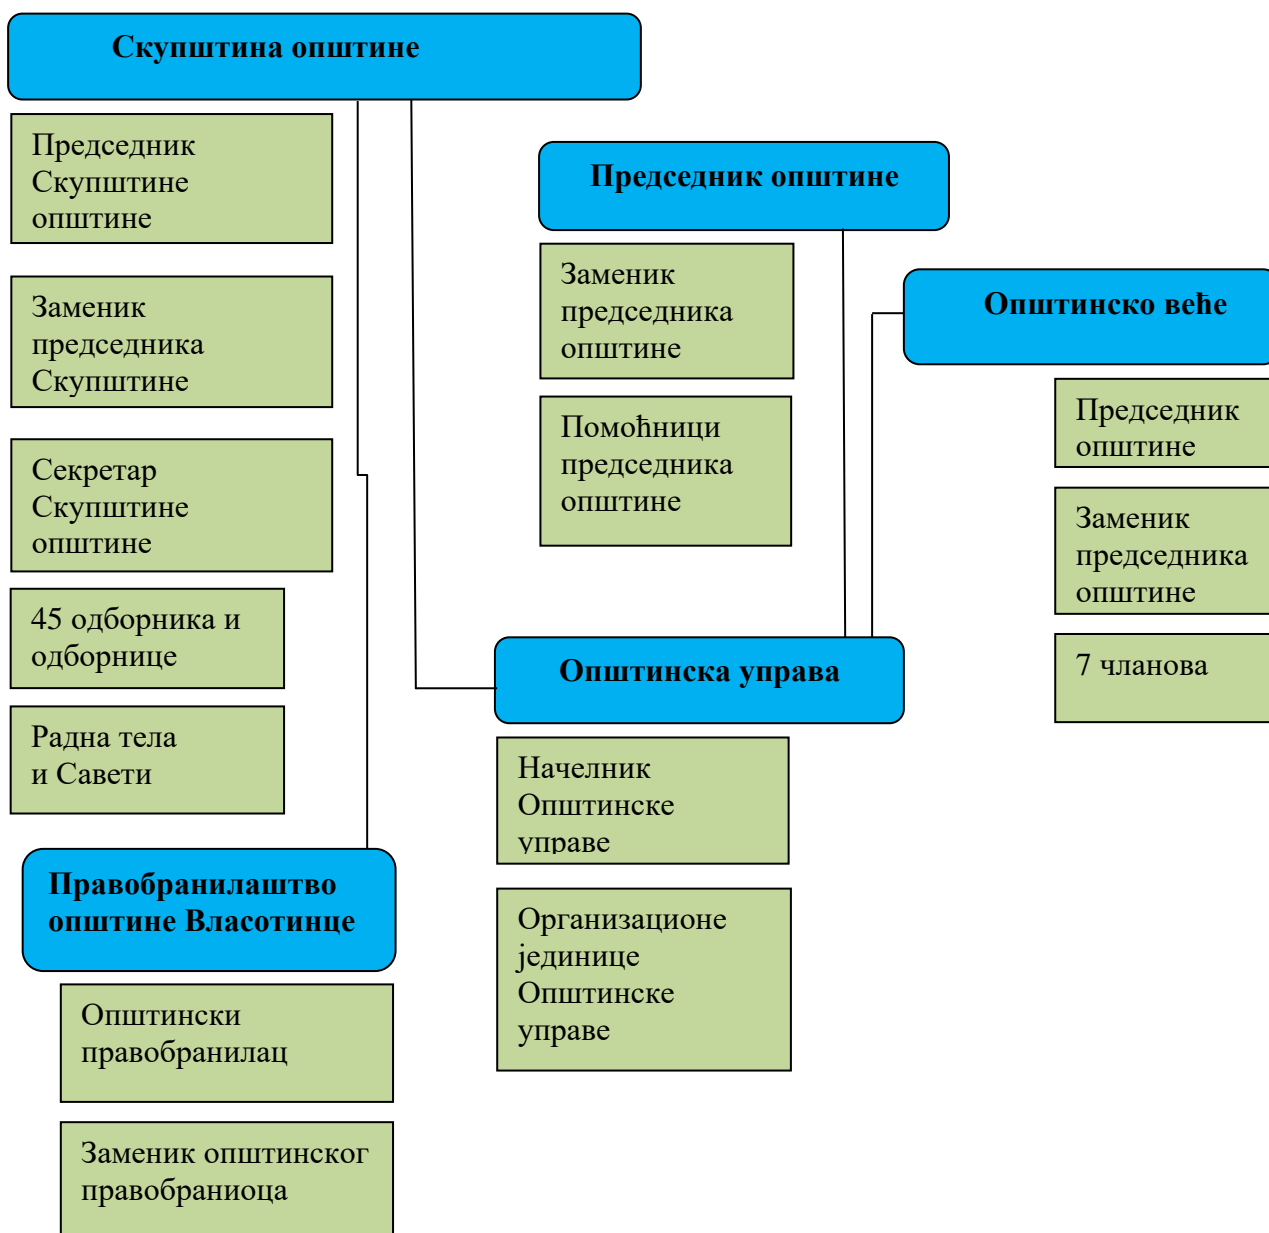 Скупштина општине
Председник
Скупштине
општине
Заменик
председника
Скупштине
Секретар
Скупштине
општине
45 одборника и
одборнице
Радна тела
и Савети
Правобранилаштво
општине Власотинце
Општински
правобранилац
Заменик општинског
правобраниоца
Председник општине
Заменик
председника
општине
Помоћници
председника
општине
Општинска управа
Начелник
Општинске
управе
Организационе
јединице
Општинске
управе
Општинско веће
Председник
општине
Заменик
председника
општине
7 чланова